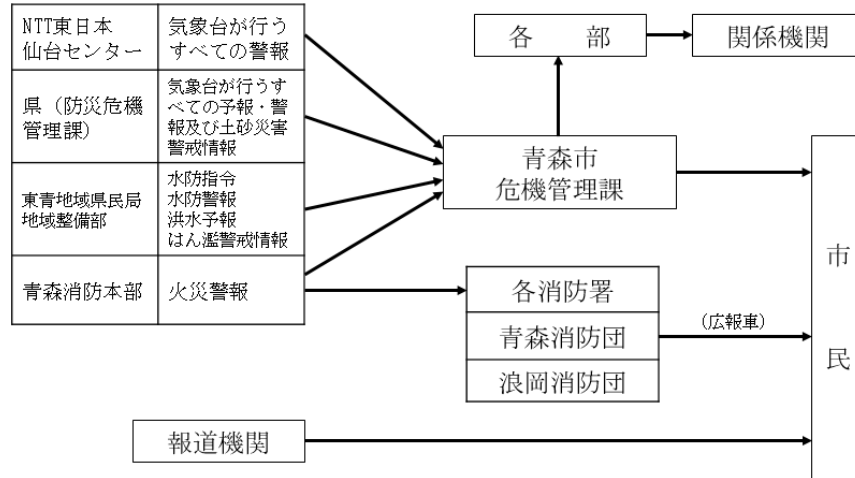 NTT東日本
仙台センター
気象台が行う
すべての警報
県（防災危機
管理課）
気象台が行うす
べての予報・警
報及び土砂災害
警戒情報
東青地域県民局
地域整備部
水防指令
水防警報
洪水予報
はん濫警戒情報
青森消防本部
火災警報
各　　部
関係機関
青森市
危機管理課
各消防署
青森消防団
浪岡消防団
（広報車）
報道機関
市
民